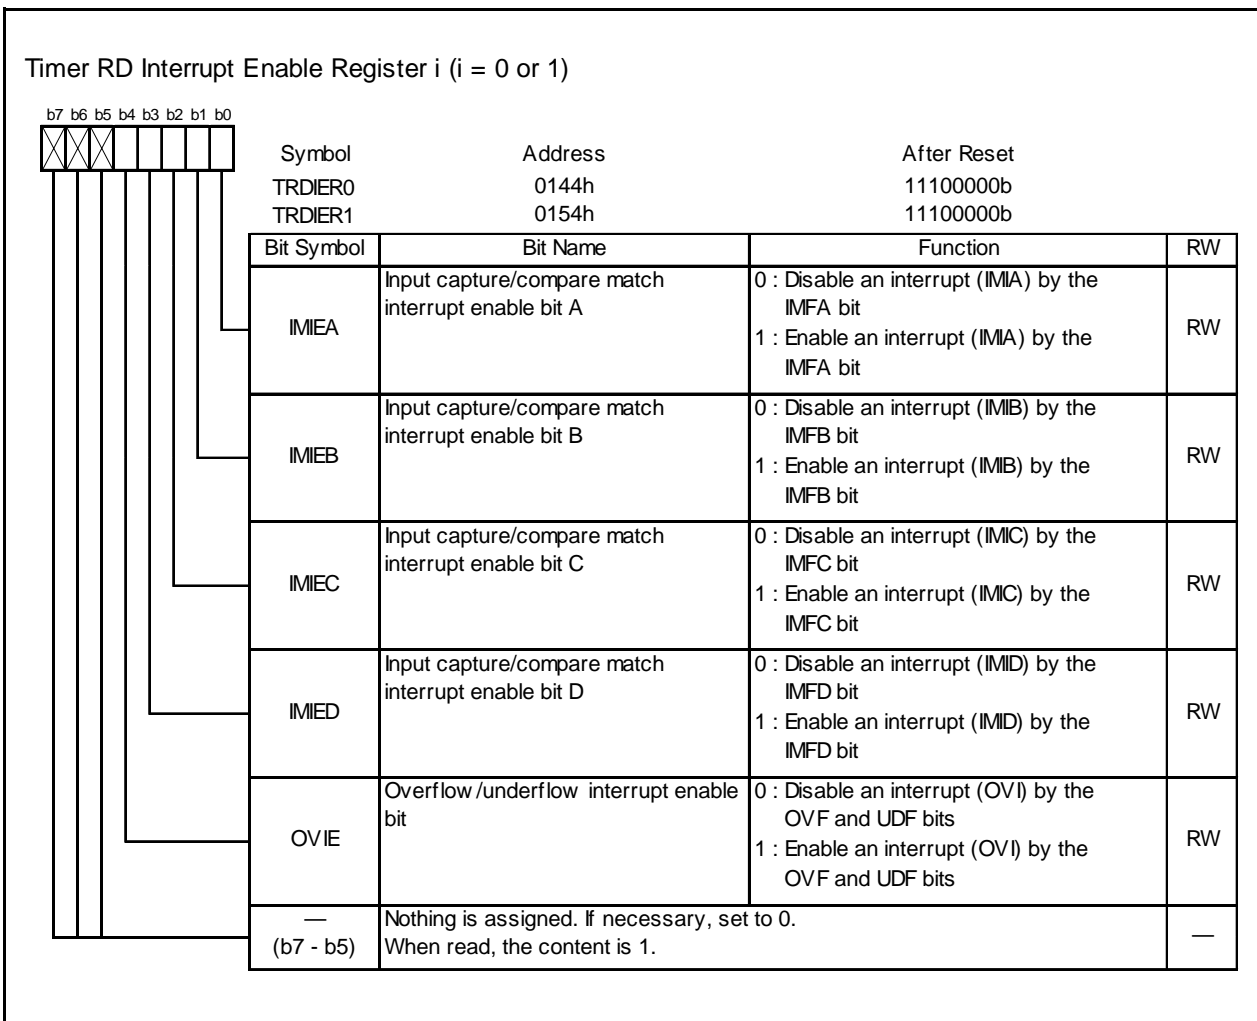 Timer RD Interrupt Enable Register i (i = 0 or 1)
b7 b6 b5 b4 b3 b2 b1 b0
Symbol Address After Reset
TRDIER0 0144h 11100000b
TRDIER1 0154h 11100000b
Bit Symbol Bit Name Function RW
IMIEA
Input capture/compare match
interrupt enable bit A
0 : Disable an interrupt (IMIA) by the
IMFA bit
1 : Enable an interrupt (IMIA) by the
IMFA bit
RW
IMIEB
Input capture/compare match
interrupt enable bit B
0 : Disable an interrupt (IMIB) by the
IMFB bit
1 : Enable an interrupt (IMIB) by the
IMFB bit
RW
IMIEC
Input capture/compare match
interrupt enable bit C
0 : Disable an interrupt (IMIC) by the
IMFC bit
1 : Enable an interrupt (IMIC) by the
IMFC bit
RW
IMIED
Input capture/compare match
interrupt enable bit D
0 : Disable an interrupt (IMID) by the
IMFD bit
1 : Enable an interrupt (IMID) by the
IMFD bit
RW
OVIE
Overflow/underflow interrupt enable
bit
0 : Disable an interrupt (OVI) by the
OVF and UDF bits
1 : Enable an interrupt (OVI) by the
OVF and UDF bits
RW
—
(b7 - b5)
Nothing is assigned. If necessary, set to 0.
When read, the content is 1.
—